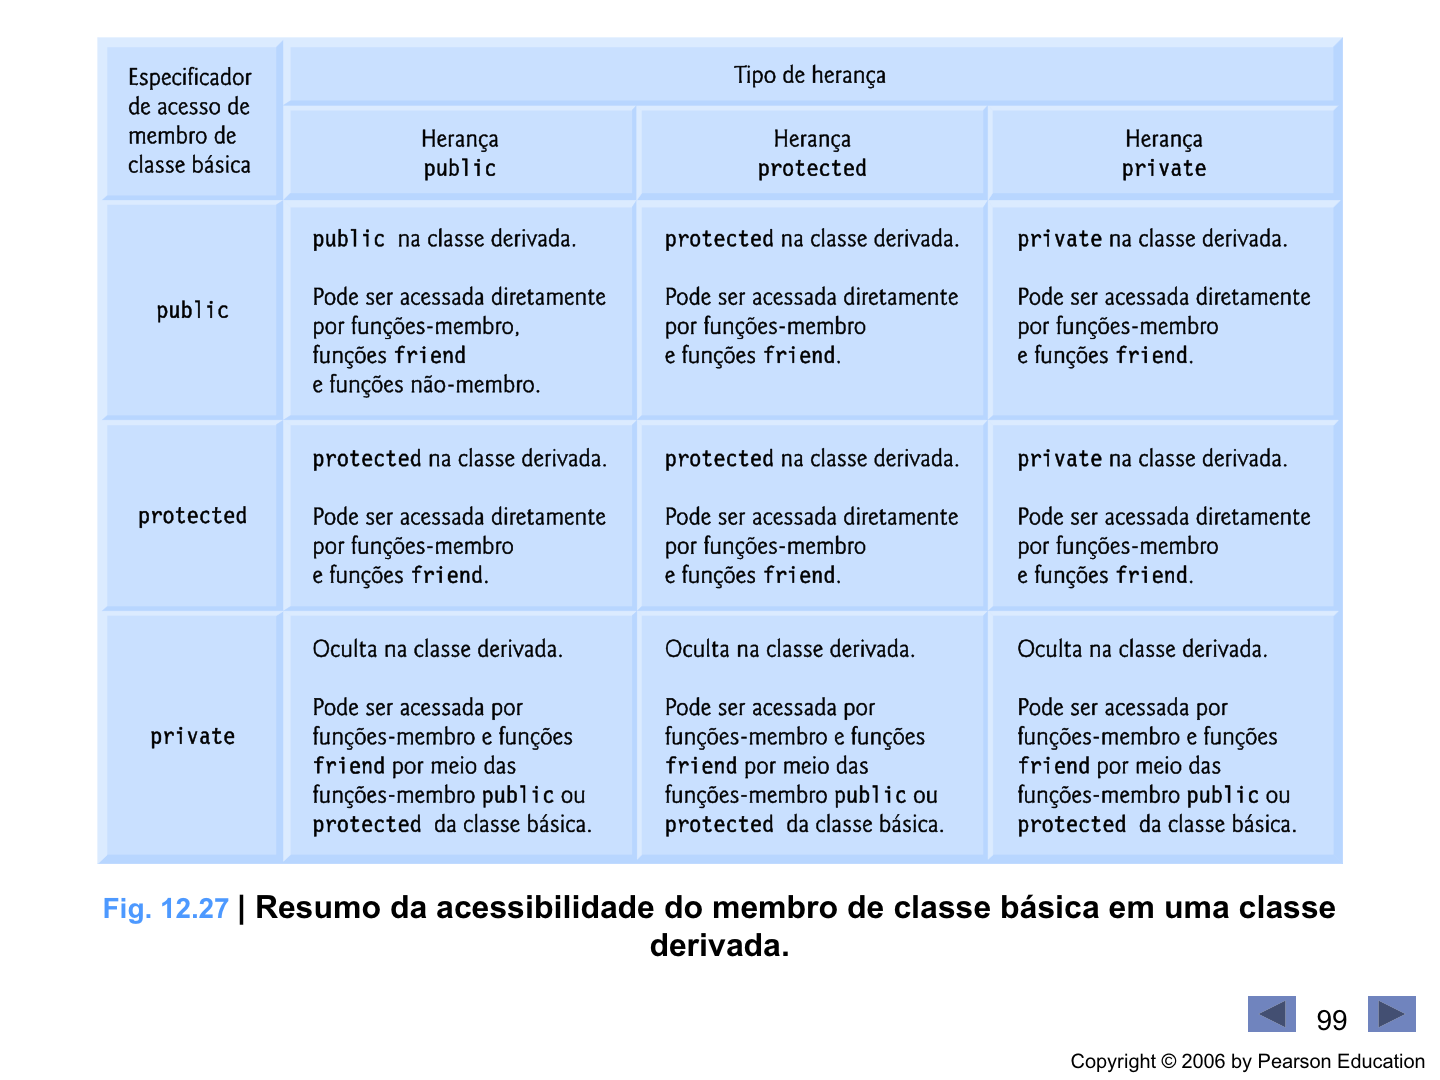 Especificador
de acesso de
membro de
classe básica
Tipo de herança
Herança
public
Herança
protected
Herança
private
public
public na classe derivada.
Pode ser acessada diretamente
por funções-membro,
funções friend
e funções não-membro.
protected na classe derivada.
Pode ser acessada diretamente
por funções-membro
e funções friend.
private na classe derivada.
Pode ser acessada diretamente
por funções-membro
e funções friend.
protected
protected na classe derivada.
Pode ser acessada diretamente
por funções-membro
e funções friend.
protected na classe derivada.
Pode ser acessada diretamente
por funções-membro
e funções friend.
private na classe derivada.
Pode ser acessada diretamente
por funções-membro
e funções friend.
private
Oculta na classe derivada.
Pode ser acessada por
funções-membro e funções
friend por meio das
funções-membro public ou
protected da classe básica.
Oculta na classe derivada.
Pode ser acessada por
funções-membro e funções
friend por meio das
funções-membro public ou
protected da classe básica.
Oculta na classe derivada.
Pode ser acessada por
funções-membro e funções
friend por meio das
funções-membro public ou
protected da classe básica.
Fig. 12.27 | Resumo da acessibilidade do membro de classe básica em uma classe
derivada.
99
Copyright © 2006 by Pearson Education